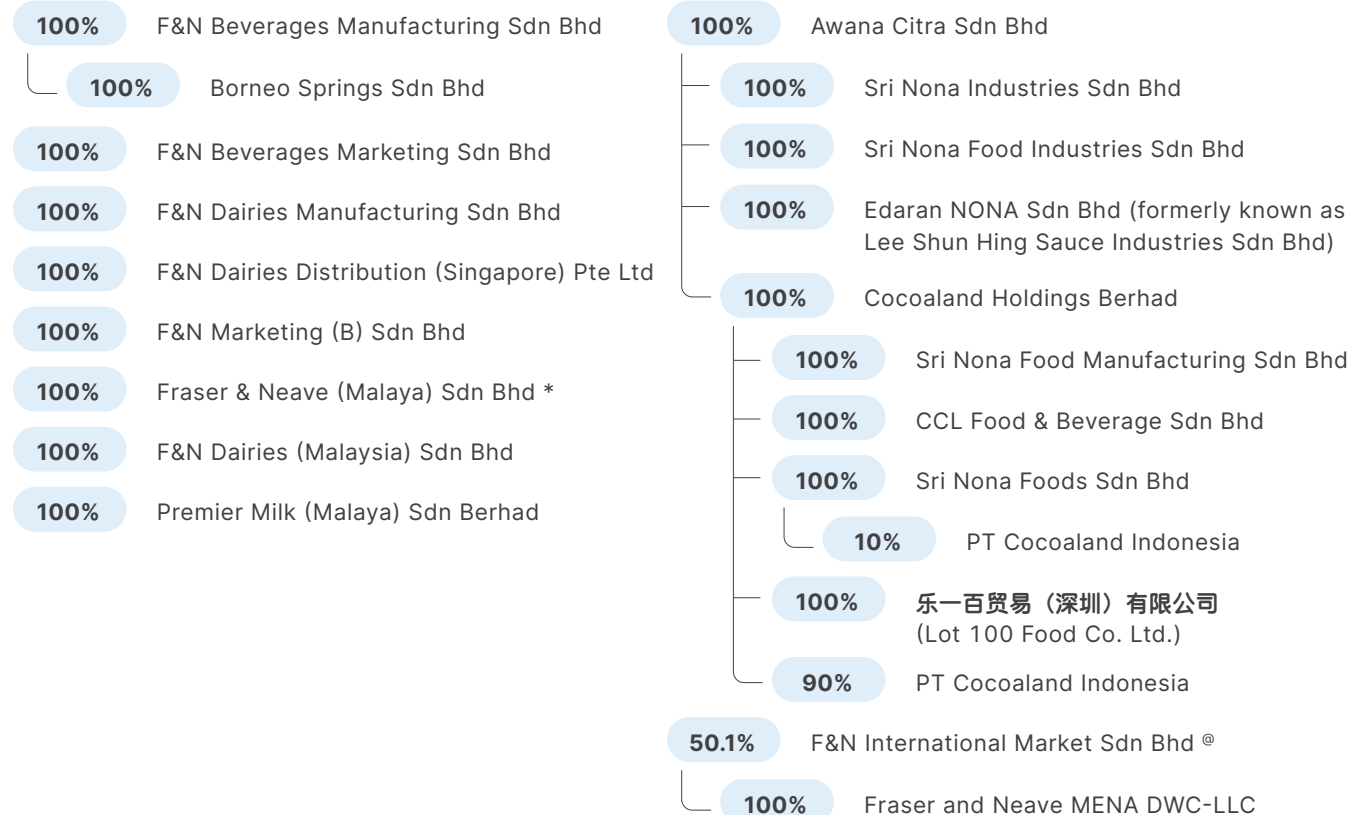 100% F&N Beverages Manufacturing Sdn Bhd
100% Borneo Springs Sdn Bhd
100% F&N Beverages Marketing Sdn Bhd
100% F&N Dairies Manufacturing Sdn Bhd
100% F&N Dairies Distribution (Singapore) Pte Ltd
100% F&N Marketing (B) Sdn Bhd
100% Fraser & Neave (Malaya) Sdn Bhd *
100% F&N Dairies (Malaysia) Sdn Bhd
100% Premier Milk (Malaya) Sdn Berhad
100% Awana Citra Sdn Bhd
100% Sri Nona Industries Sdn Bhd
100% Sri Nona Food Industries Sdn Bhd
100% Edaran NONA Sdn Bhd (formerly known as
Lee Shun Hing Sauce Industries Sdn Bhd)
100% Cocoaland Holdings Berhad
100% Sri Nona Food Manufacturing Sdn Bhd
100% CCL Food & Beverage Sdn Bhd
100% Sri Nona Foods Sdn Bhd
10% PT Cocoaland Indonesia
100% 乐一百贸易（深圳）有限公司
(Lot 100 Food Co. Ltd.)
90% PT Cocoaland Indonesia
50.1% F&N International Market Sdn Bhd @
100% Fraser and Neave MENA DWC-LLC